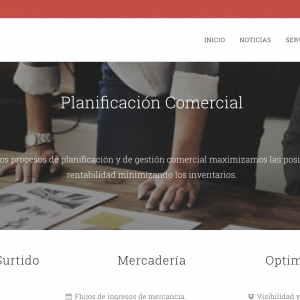 INICIO NOTICIAS SERV
Planificación Comercial
os procesos de planificación y de gestión comercial maximizamos las posi
rentabilidad minimizando los inventarios.
Surtido Mercadería Optim
Flujos de ingresos de mercancía. Visibilidad y